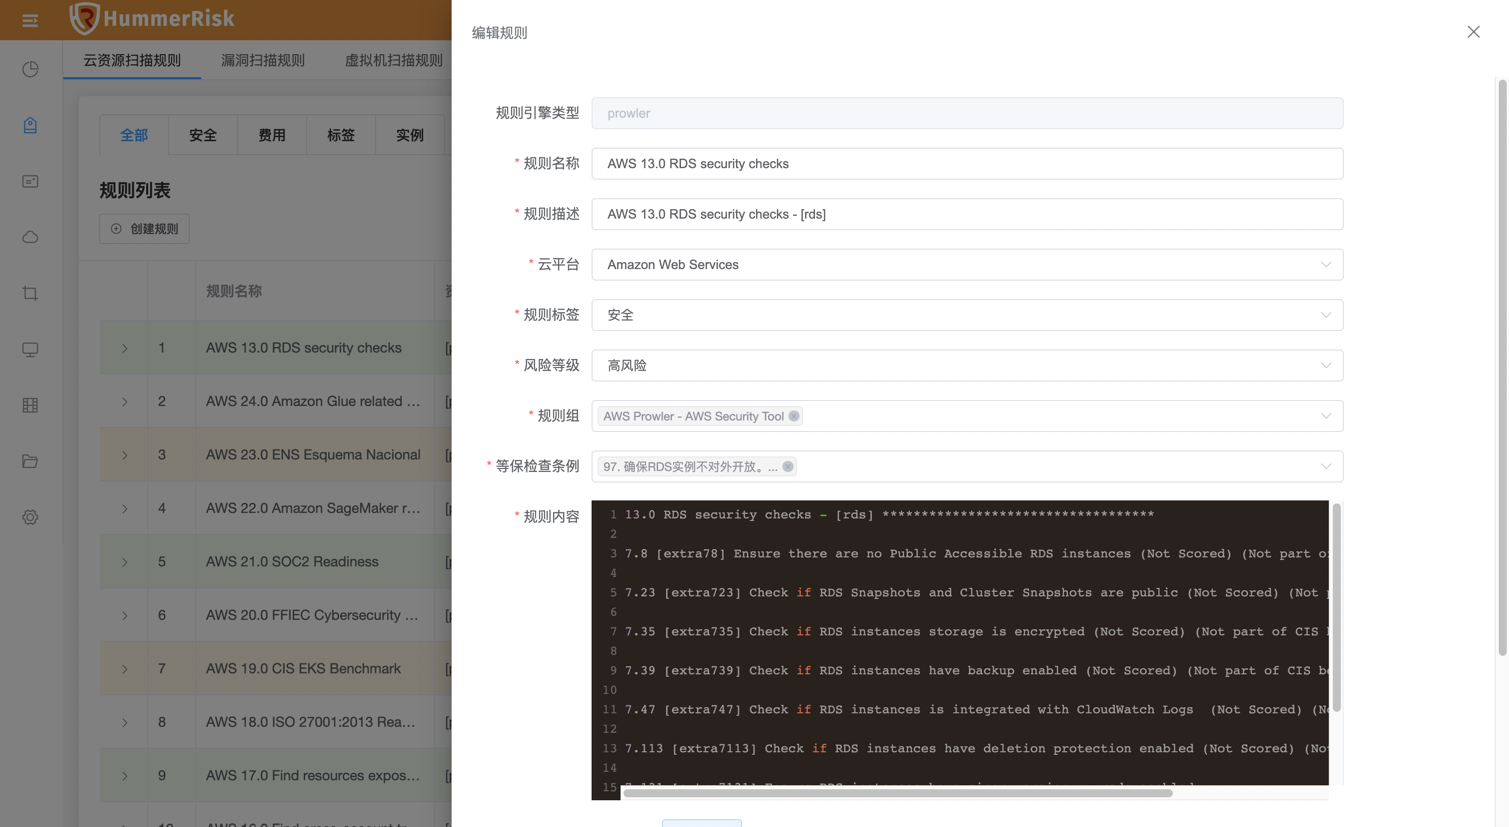 HummerRisk
云资源扫描规则 漏洞扫描规则 虚拟机扫描规则
全部 安全 费用 标签 实例
规则列表
创建规则
规则名称
1 AWS 13.0 RDS security checks
2 AWS 24.0 Amazon Glue related ...
3 AWS 23.0 ENS Esquema Nacional
4 AWS 22.0 Amazon SageMaker r...
5 AWS 21.0 SOC2 Readiness
6 AWS 20.0 FFIEC Cybersecurity ...
7 AWS 19.0 CIS EKS Benchmark
8 AWS 18.0 ISO 27001:2013 Rea...
9 AWS 17.0 Find resources expos...
编辑规则
规则引擎类型 prowler
* 规则名称 AWS 13.0 RDS security checks
* 规则描述 AWS 13.0 RDS security checks - [rds]
* 云平台 Amazon Web Services
* 规则标签 安全
* 风险等级 高风险
* 规则组 AWS Prowler - AWS Security Tool
* 等保检查条例 97. 确保RDS实例不对外开放。...
* 规则内容
1 13.0 RDS security checks - [rds] ***********************************
2
3 7.8 [extra78] Ensure there are no Public Accessible RDS instances (Not Scored) (Not part
4
5 7.23 [extra723] Check if RDS Snapshots and Cluster Snapshots are public (Not Scored) (Not
6
7 7.35 [extra735] Check if RDS instances storage is encrypted (Not Scored) (Not part of CIS
8
9 7.39 [extra739] Check if RDS instances have backup enabled (Not Scored) (Not part of CIS
10
11 7.47 [extra747] Check if RDS instances is integrated with CloudWatch Logs (Not Scored)
12
13 7.113 [extra7113] Check if RDS instances have deletion protection enabled (Not Scored)
14
15